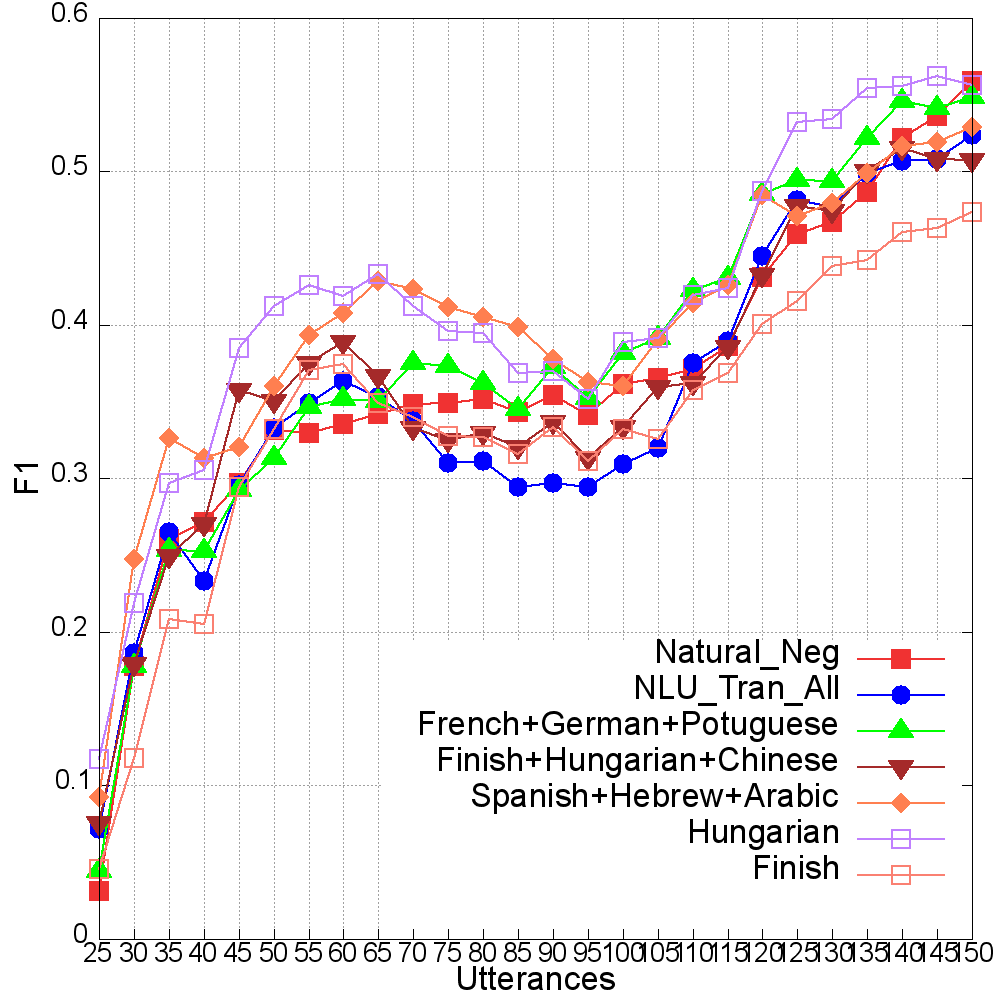 0.6
0.5
0.4
0.3
0.2
0.1
0
F1
Natural_Neg
NLU_Tran_All
French+German+Potuguese
Finish+Hungarian+Chinese
Spanish+Hebrew+Arabic
Hungarian
Finish
25 30 35 40 45 50 55 60 65 70 75 80 85 90 95 100 105 110 115 120 125 130 135 140 145 150
Utterances